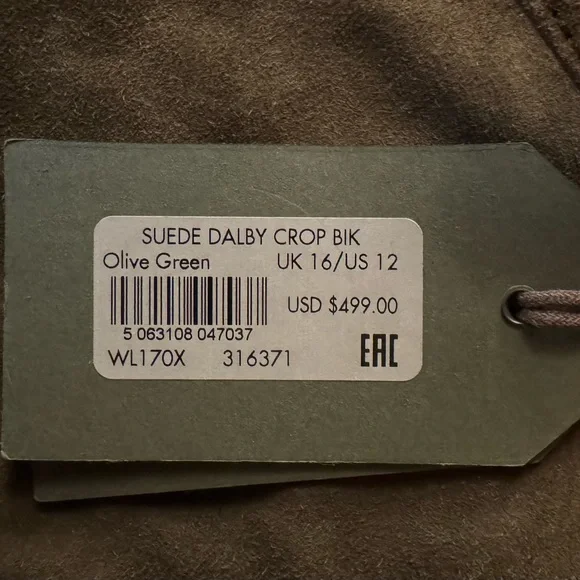 SUEDE DALBY CROP BIK
Olive Green UK 16/US 12
USD $499.00
5 063108 047037
WL170X 316371 EAC